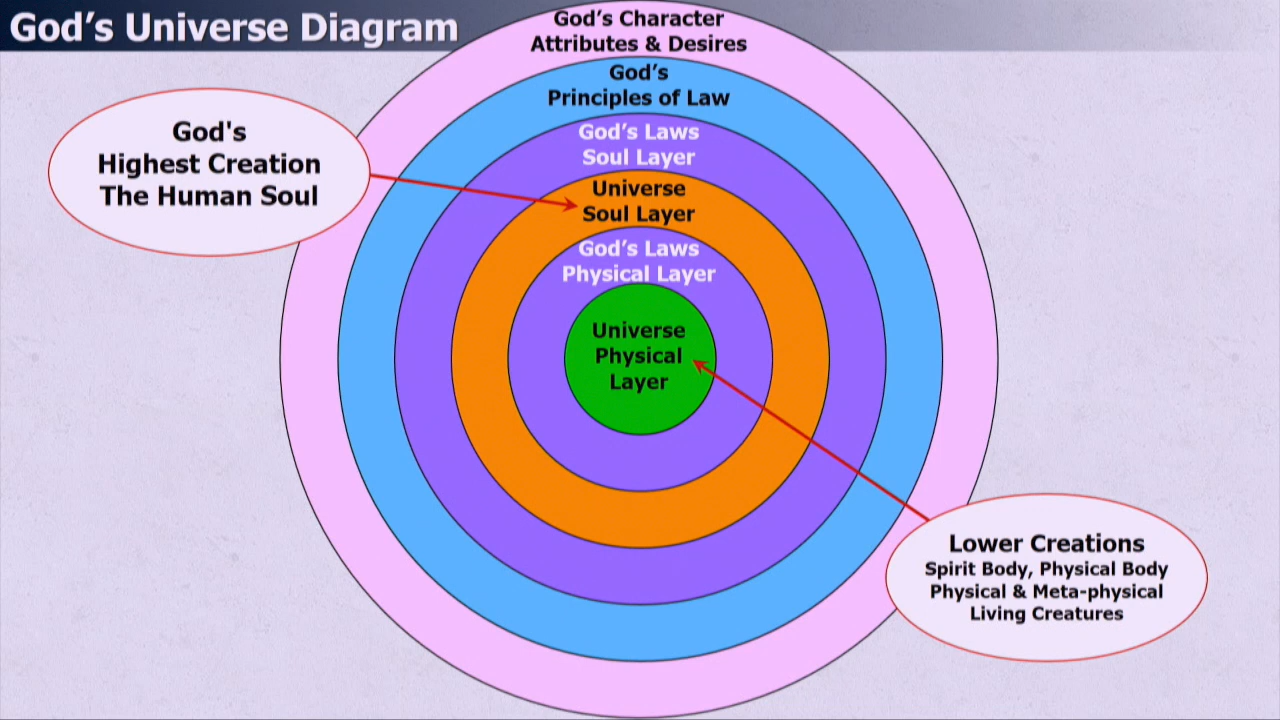 God’s Universe Diagram
God’s Character
Attributes & Desires
God’s
Principles of Law
God's
Highest Creation
The Human Soul
God’s Laws
Soul Layer
Universe
Soul Layer
God’s Laws
Physical Layer
Universe
Physical
Layer
Lower Creations
Spirit Body, Physical Body
Physical & Meta-physical
Living Creatures